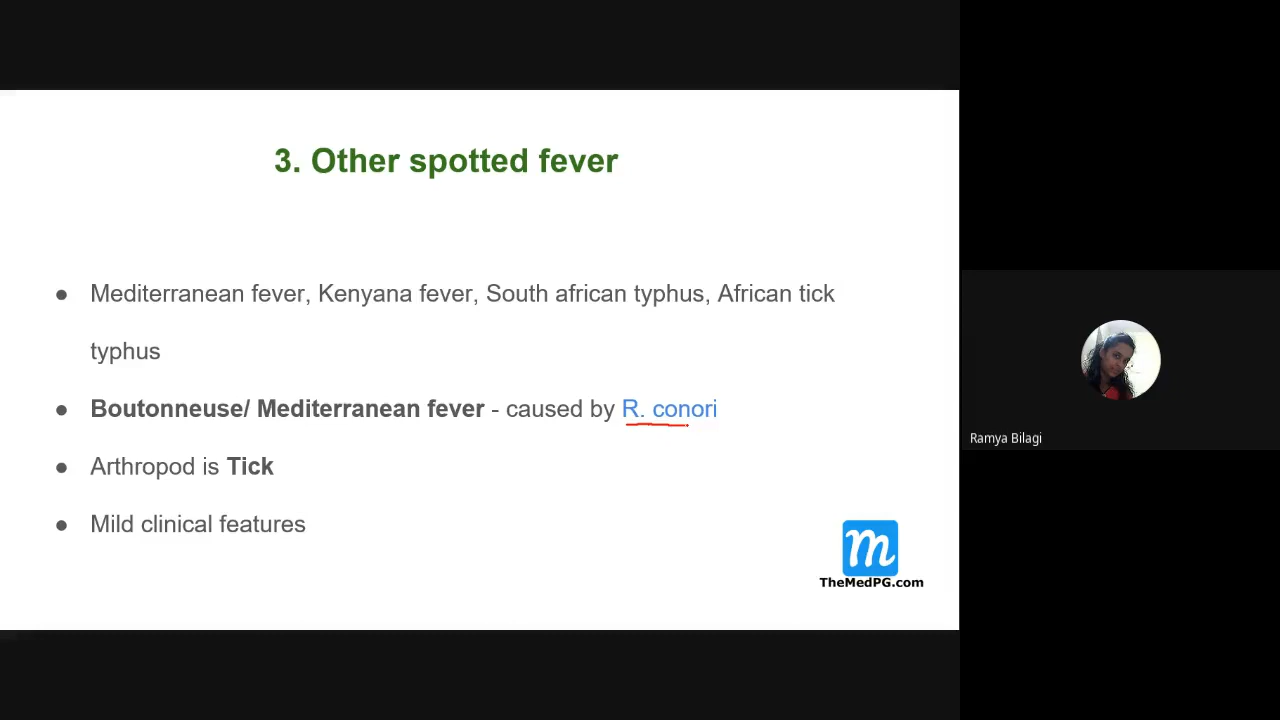 3. Other spotted fever
● Mediterranean fever, Kenyana fever, South african typhus, African tick
typhus
● Boutonneuse/ Mediterranean fever - caused by R. conori
● Arthropod is Tick
● Mild clinical features
m
TheMedPG.com
Ramya Bilagi